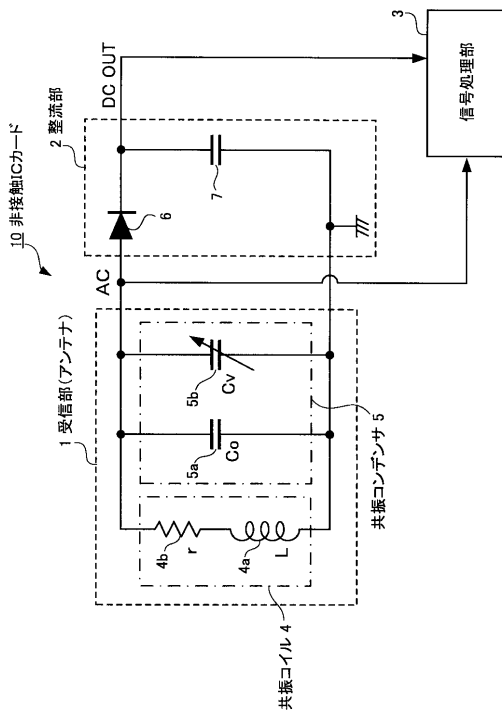 10 非接触ICカード
1 受信部(アンテナ)
AC
2 整流部
DC OUT
3
信号処理部
6
7
4b
r
4a
L
5a
Co
5b
Cv
共振コイル 4
共振コンデンサ 5